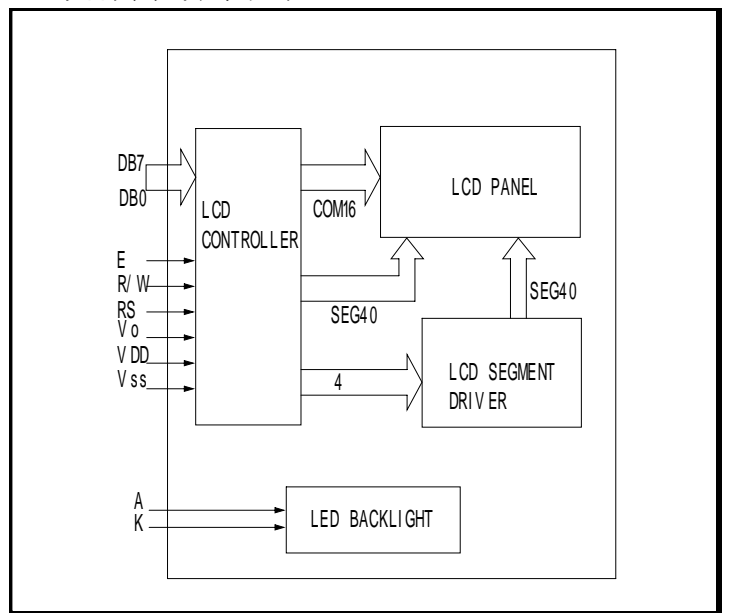 DB7
DB0
LCD
CONTROLLER
COM16
LCD PANEL
E
R/W
RS
Vo
VDD
Vss
SEG40
SEG40
4
LCD SEGMENT
DRIVER
A
K
LED BACKLIGHT